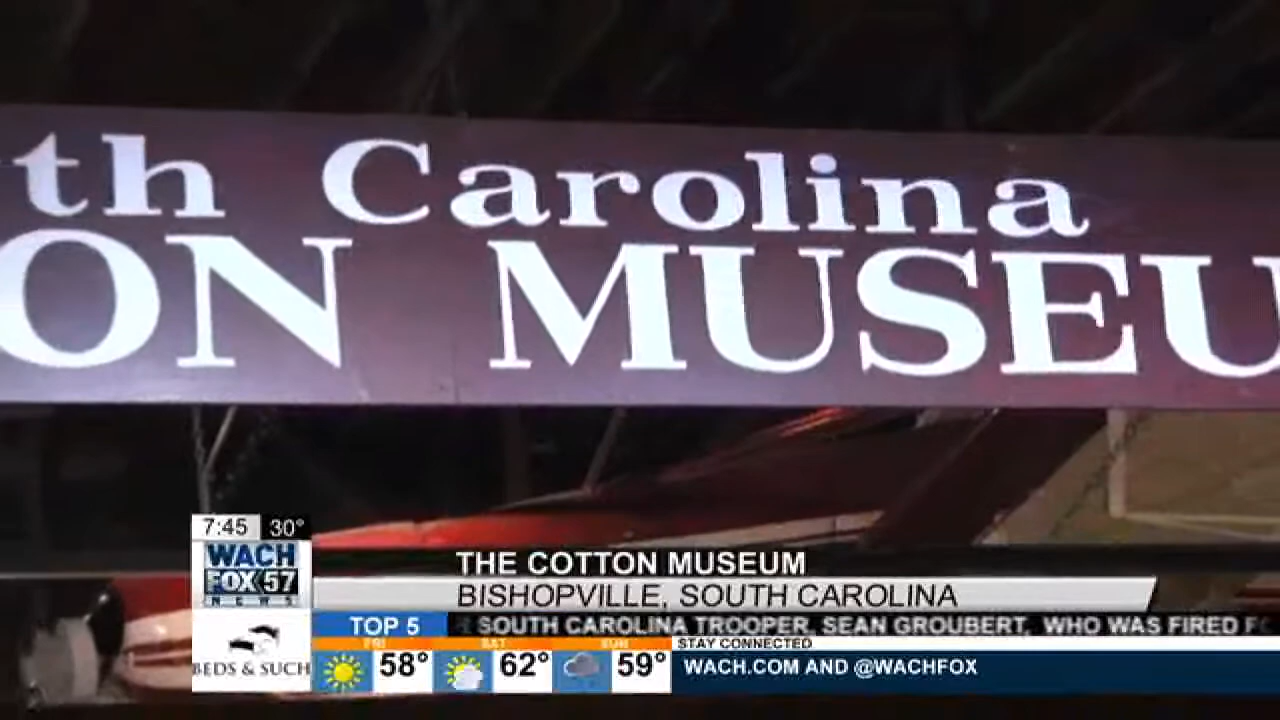 th Carolina
ON MUSEU
7:45 30°
WACH
FOX 57
NEWS
THE COTTON MUSEUM
BISHOPVILLE, SOUTH CAROLINA
TOP 5
SOUTH CAROLINA TROOPER, SEAN GROUBERT, WHO WAS FIRED
FRI SAT SUN
STAY CONNECTED
58° 62° 59°
WACH.COM AND @WACHFOX
BEDS & SUCH